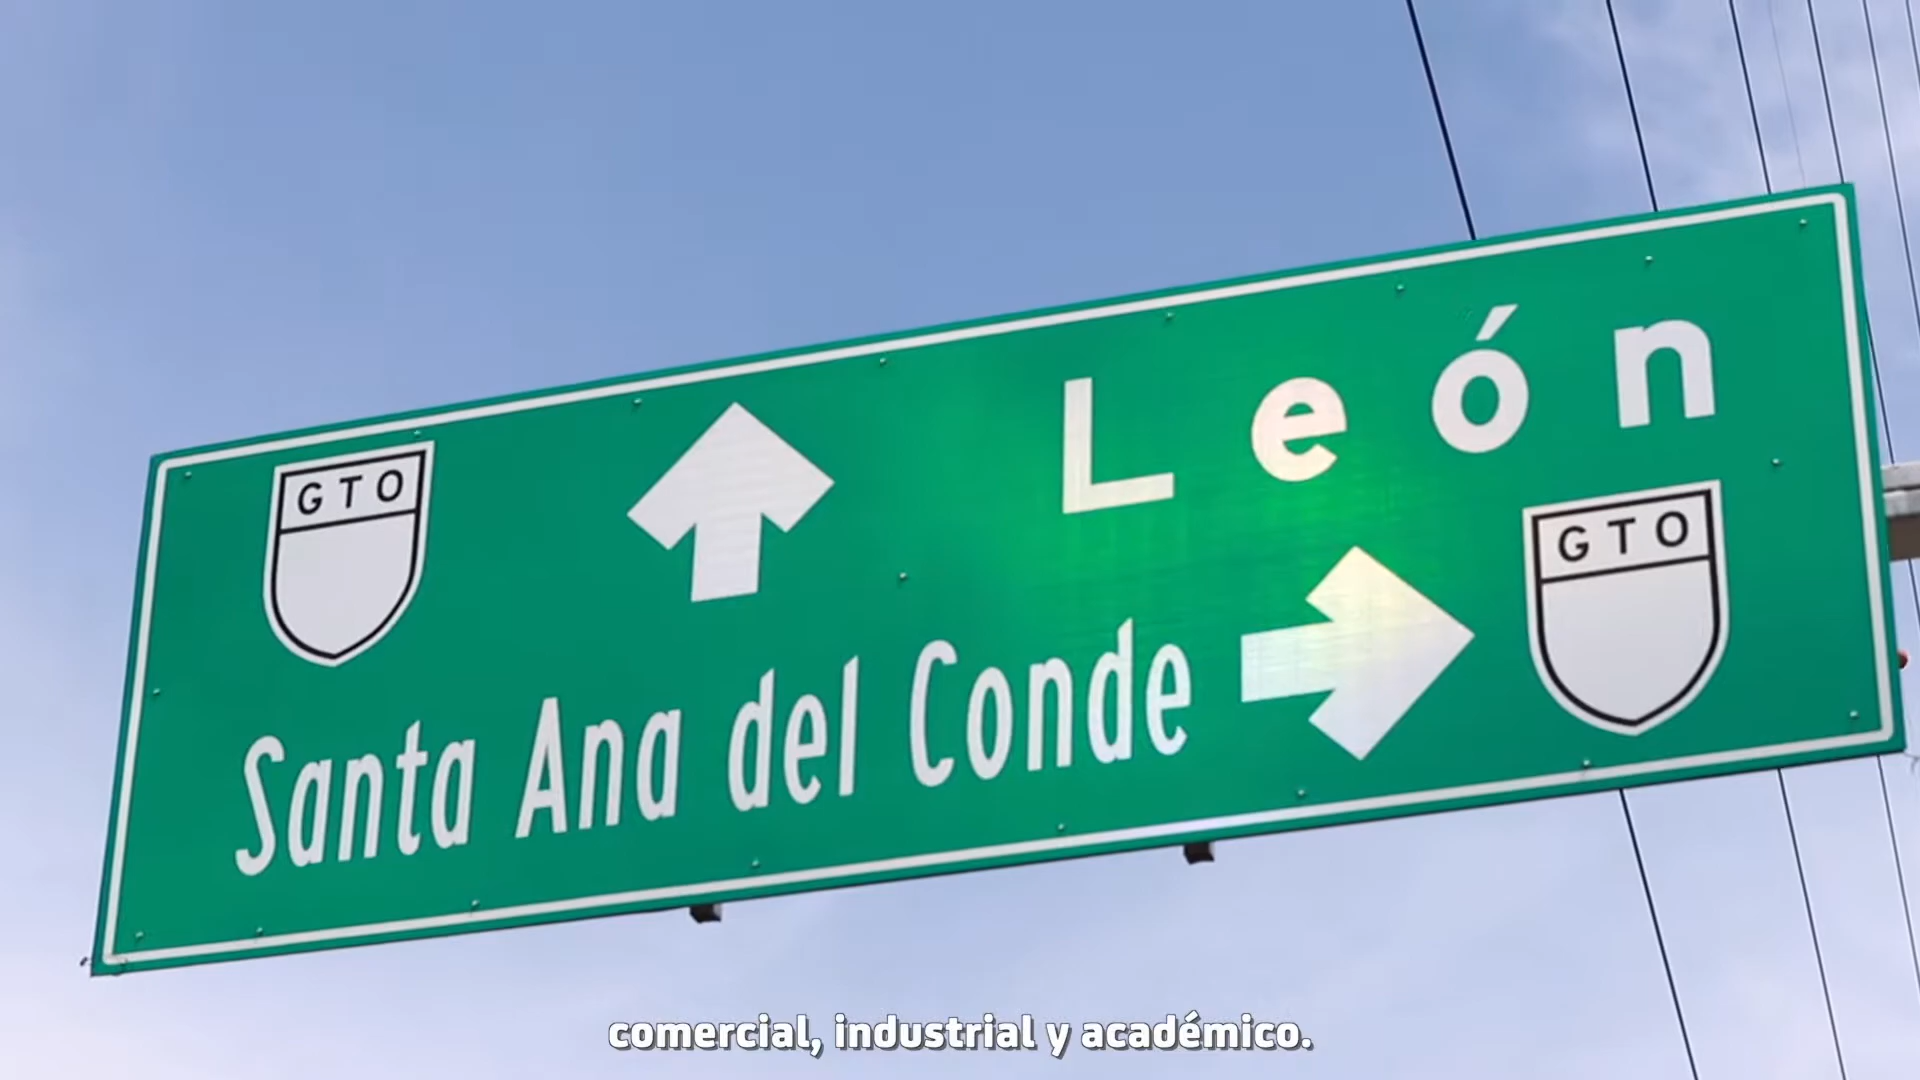 GTO
León
GTO
Santa Ana del Conde
comercial, industrial y académico.